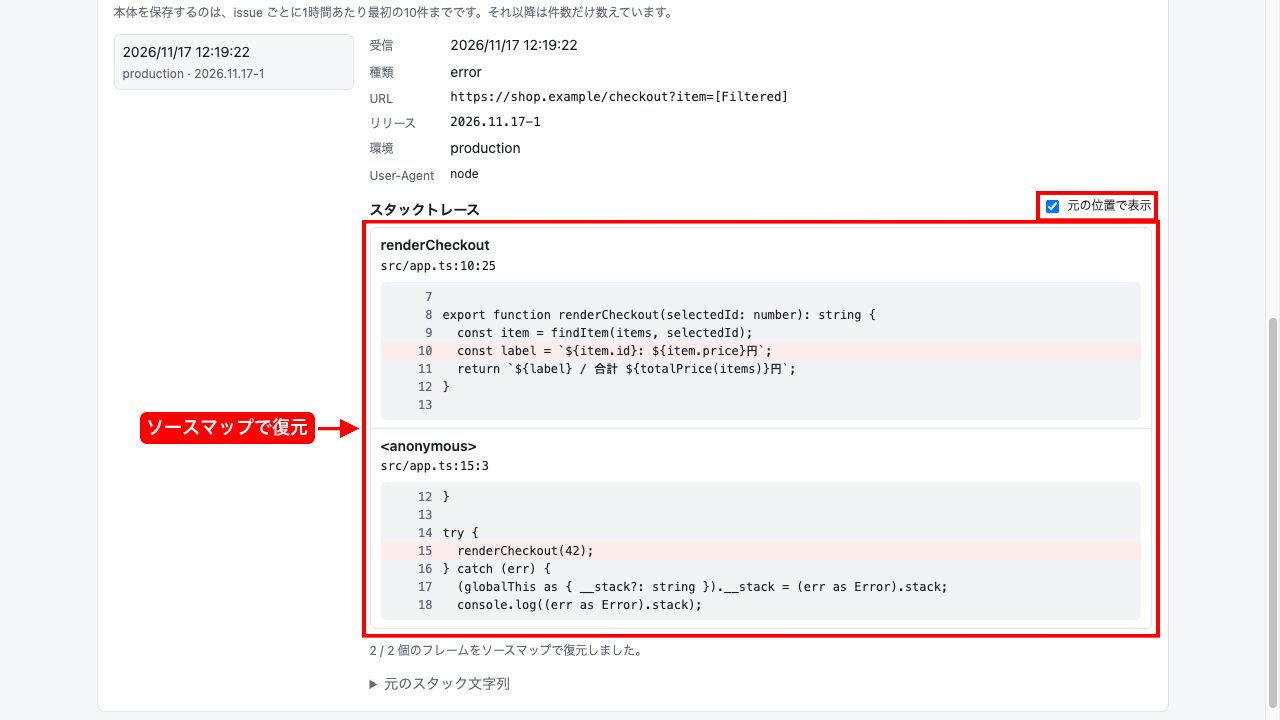 本体を保存するのは、issue ごとに1時間あたり最初の10件までです。それ以降は件数だけ数えています。
2026/11/17 12:19:22
production · 2026.11.17-1
受信 2026/11/17 12:19:22
種類 error
URL https://shop.example/checkout?item=[Filtered]
リリース 2026.11.17-1
環境 production
User-Agent node
スタックトレース
元の位置で表示
renderCheckout
src/app.ts:10:25
7
8 export function renderCheckout(selectedId: number): string {
9   const item = findItem(items, selectedId);
10   const label = `${item.id}: ${item.price}円`;
11   return `${label} / 合計 ${totalPrice(items)}円`;
12 }
13
ソースマップで復元
<anonymous>
src/app.ts:15:3
12 }
13
14 try {
15   renderCheckout(42);
16 } catch (err) {
17   (globalThis as { __stack?: string }).__stack = (err as Error).stack;
18   console.log((err as Error).stack);
2 / 2 個のフレームをソースマップで復元しました。
▶ 元のスタック文字列